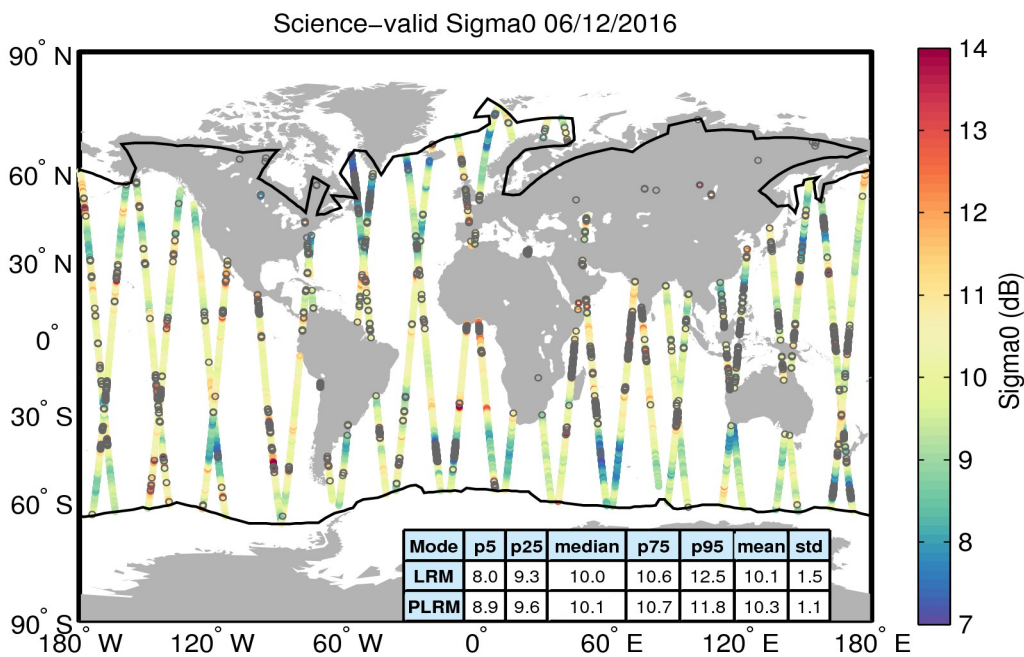 Science−valid Sigma0 06/12/2016
90° N
60° N
30° N
0°
30° S
60° S
90° S
180° W
120° W
60° W
0°
60° E
120° E
180° E
Mode p5 p25 median p75 p95 mean std
LRM 8.0 9.3 10.0 10.6 12.5 10.1 1.5
PLRM 8.9 9.6 10.1 10.7 11.8 10.3 1.1
14
13
12
11
10
9
8
7
Sigma0 (dB)